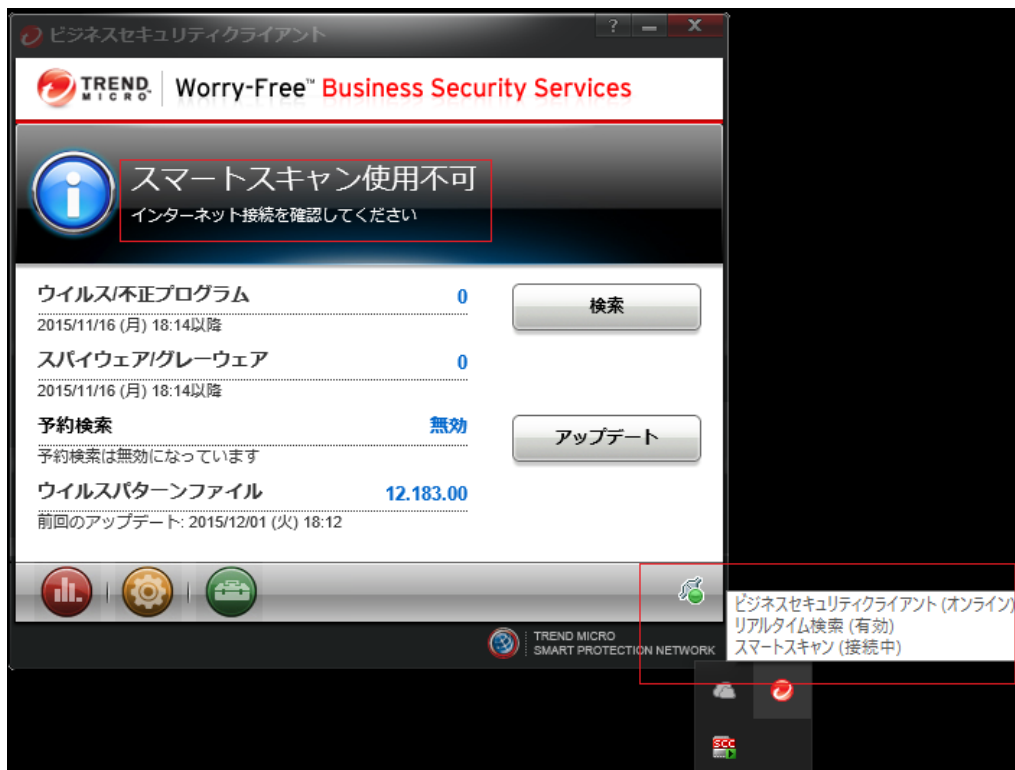 ビジネスセキュリティクライアント
?
TREND MICRO Worry-Free™ Business Security Services
スマートスキャン使用不可
インターネット接続を確認してください
ウイルス/不正プログラム 0
2015/11/16 (月) 18:14以降
検索
スパイウェア/グレーウェア 0
2015/11/16 (月) 18:14以降
予約検索 無効
予約検索は無効になっています
アップデート
ウイルスパターンファイル 12.183.00
前回のアップデート: 2015/12/01 (火) 18:12
ビジネスセキュリティクライアント (オンライン)
リアルタイム検索 (有効)
スマートスキャン (接続中)
TREND MICRO
SMART PROTECTION NETWORK
SCC